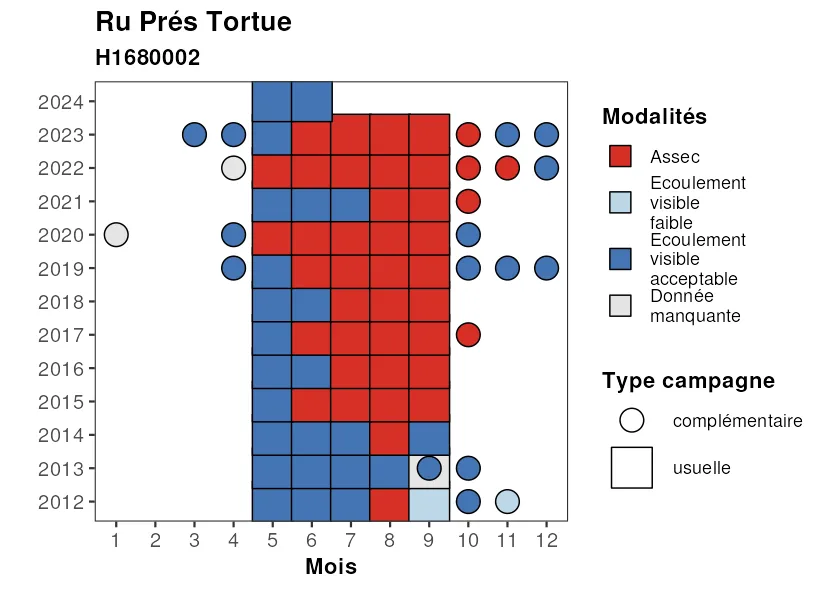 Ru Prés Tortue
H1680002
2024
2023
2022
2021
2020
2019
2018
2017
2016
2015
2014
2013
2012
1 2 3 4 5 6 7 8 9 10 11 12
Mois
Modalités
Assec
Ecoulement
visible
faible
Ecoulement
visible
acceptable
Donnée
manquante
Type campagne
complémentaire
usuelle